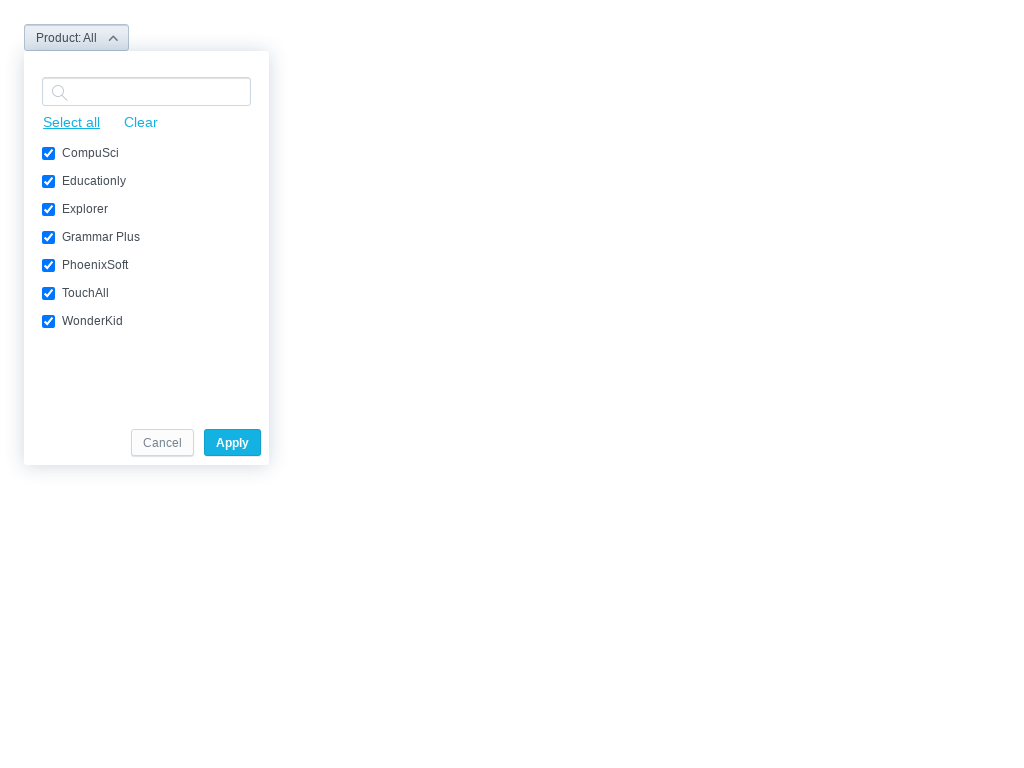 Product: All
Select all Clear
CompuSci
Educationly
Explorer
Grammar Plus
PhoenixSoft
TouchAll
WonderKid
Cancel Apply